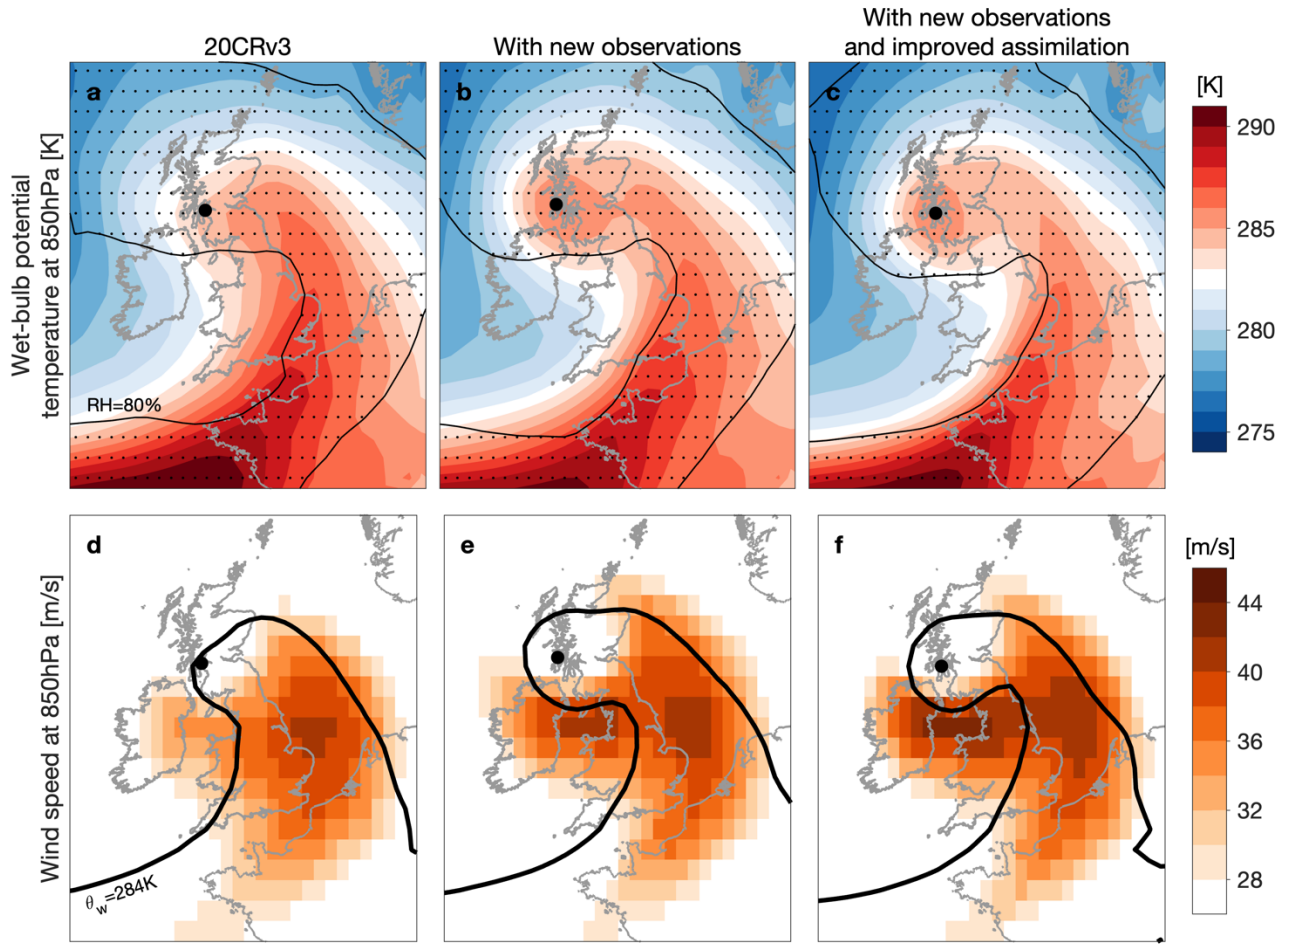 20CRv3
With new observations
With new observations
and improved assimilation
Wet-bulb potential
temperature at 850hPa [K]
a
b
c
RH=80%
[K]
290
285
280
275
Wind speed at 850hPa [m/s]
d
e
f
θw=284K
[m/s]
44
40
36
32
28